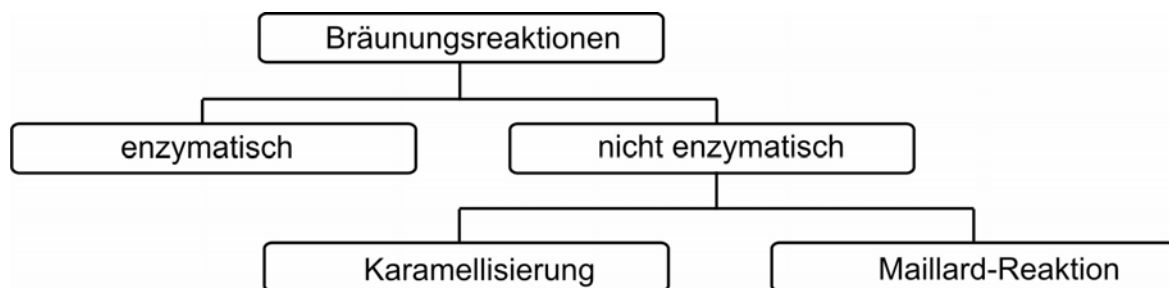 Bräunungsreaktionen
enzymatisch
nicht enzymatisch
Karamellisierung
Maillard-Reaktion